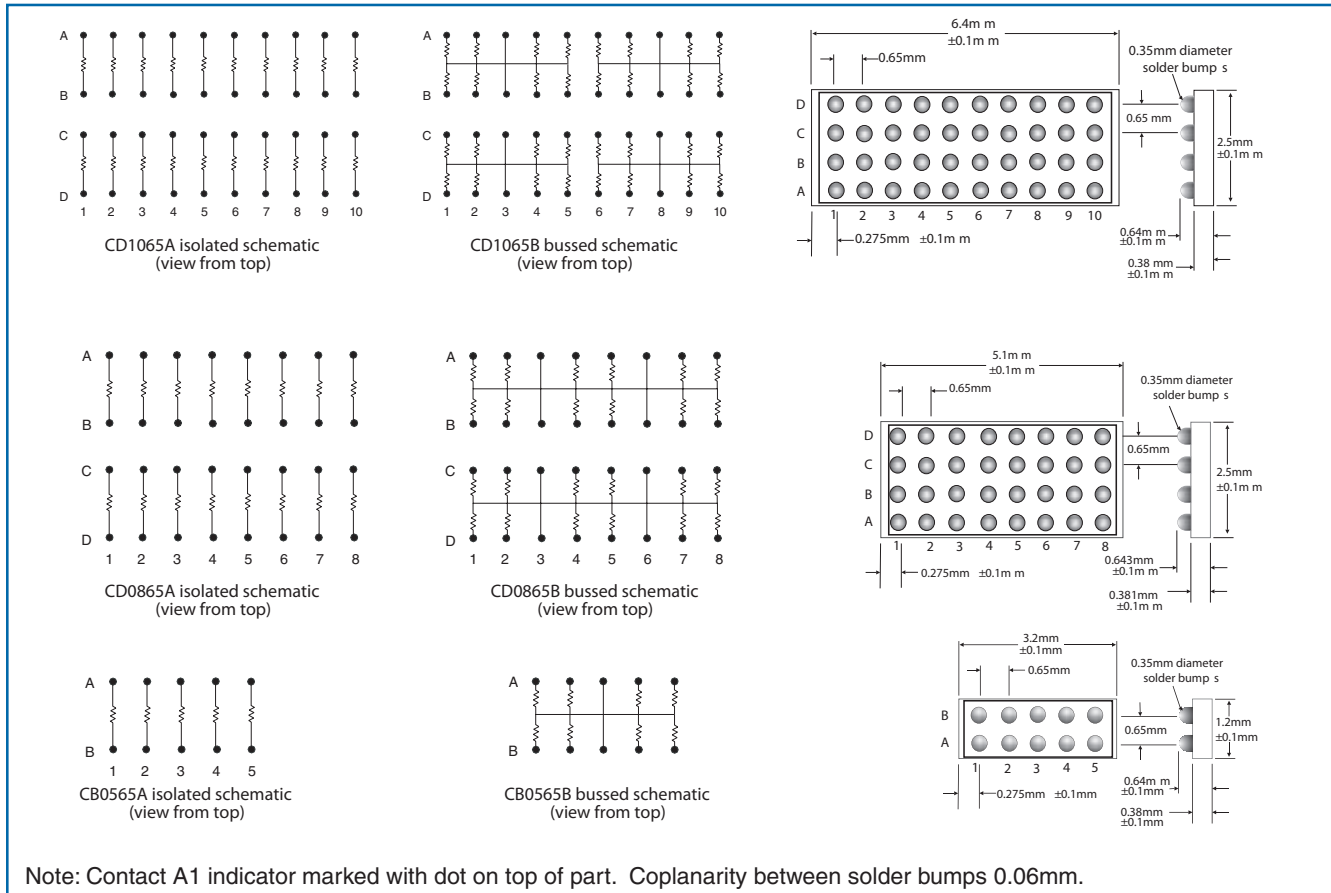 A
B
C
D
1 2 3 4 5 6 7 8 9 10
CD1065A isolated schematic
(view from top)
A
B
C
D
1 2 3 4 5 6 7 8 9 10
CD1065B bussed schematic
(view from top)
6.4m m
±0.1m m
0.65mm
0.35mm diameter
solder bump s
D
C
B
A
0.65 mm
2.5mm
±0.1m m
1 2 3 4 5 6 7 8 9 10
0.275mm ±0.1m m
0.64m m
±0.1m m
0.38 mm
±0.1m m
A
B
C
D
1 2 3 4 5 6 7 8
CD0865A isolated schematic
(view from top)
A
B
C
D
1 2 3 4 5 6 7 8
CD0865B bussed schematic
(view from top)
5.1m m
±0.1m m
0.65mm
0.35mm diameter
solder bump s
D
C
B
A
0.65mm
2.5mm
±0.1m m
1 2 3 4 5 6 7 8
0.275mm ±0.1m m
0.643mm
±0.1m m
0.381mm
±0.1m m
A
B
1 2 3 4 5
CB0565A isolated schematic
(view from top)
A
B
CB0565B bussed schematic
(view from top)
3.2mm
±0.1mm
0.65mm
0.35mm diameter
solder bump s
B
A
0.65mm
1.2mm
±0.1m m
1 2 3 4 5
0.275mm ±0.1mm
0.64m m
±0.1mm
0.38mm
±0.1mm
Note: Contact A1 indicator marked with dot on top of part. Coplanarity between solder bumps 0.06mm.